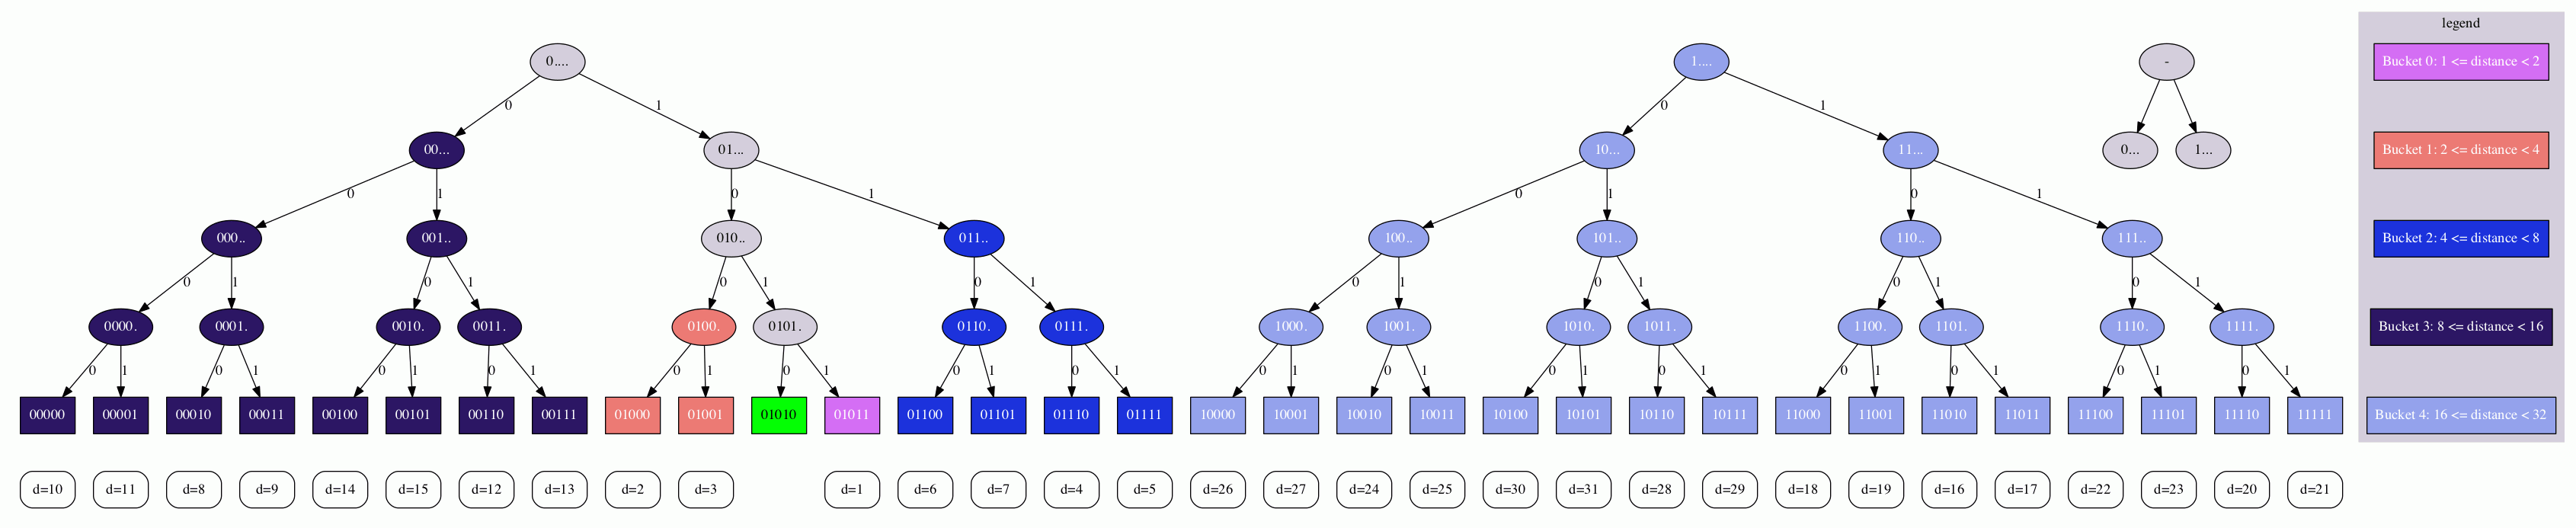 legend
0.... 1.... - Bucket 0: 1 <= distance < 2
0 1 0 1
00... 01... 10... 11... 0... 1... Bucket 1: 2 <= distance < 4
0 1 0 1 0 1 0 1
000.. 001.. 010.. 011.. 100.. 101.. 110.. 111.. Bucket 2: 4 <= distance < 8
0 1 0 1 0 1 0 1 0 1 0 1 0 1 0 1
0000. 0001. 0010. 0011. 0100. 0101. 0110. 0111. 1000. 1001. 1010. 1011. 1100. 1101. 1110. 1111. Bucket 3: 8 <= distance < 16
0 1 0 1 0 1 0 1 0 1 0 1 0 1 0 1 0 1 0 1 0 1 0 1 0 1 0 1 0 1 0 1
00000 00001 00010 00011 00100 00101 00110 00111 01000 01001 01010 01011 01100 01101 01110 01111 10000 10001 10010 10011 10100 10101 10110 10111 11000 11001 11010 11011 11100 11101 11110 11111 Bucket 4: 16 <= distance < 32
d=10 d=11 d=8 d=9 d=14 d=15 d=12 d=13 d=2 d=3 d=1 d=6 d=7 d=4 d=5 d=26 d=27 d=24 d=25 d=30 d=31 d=28 d=29 d=18 d=19 d=16 d=17 d=22 d=23 d=20 d=21